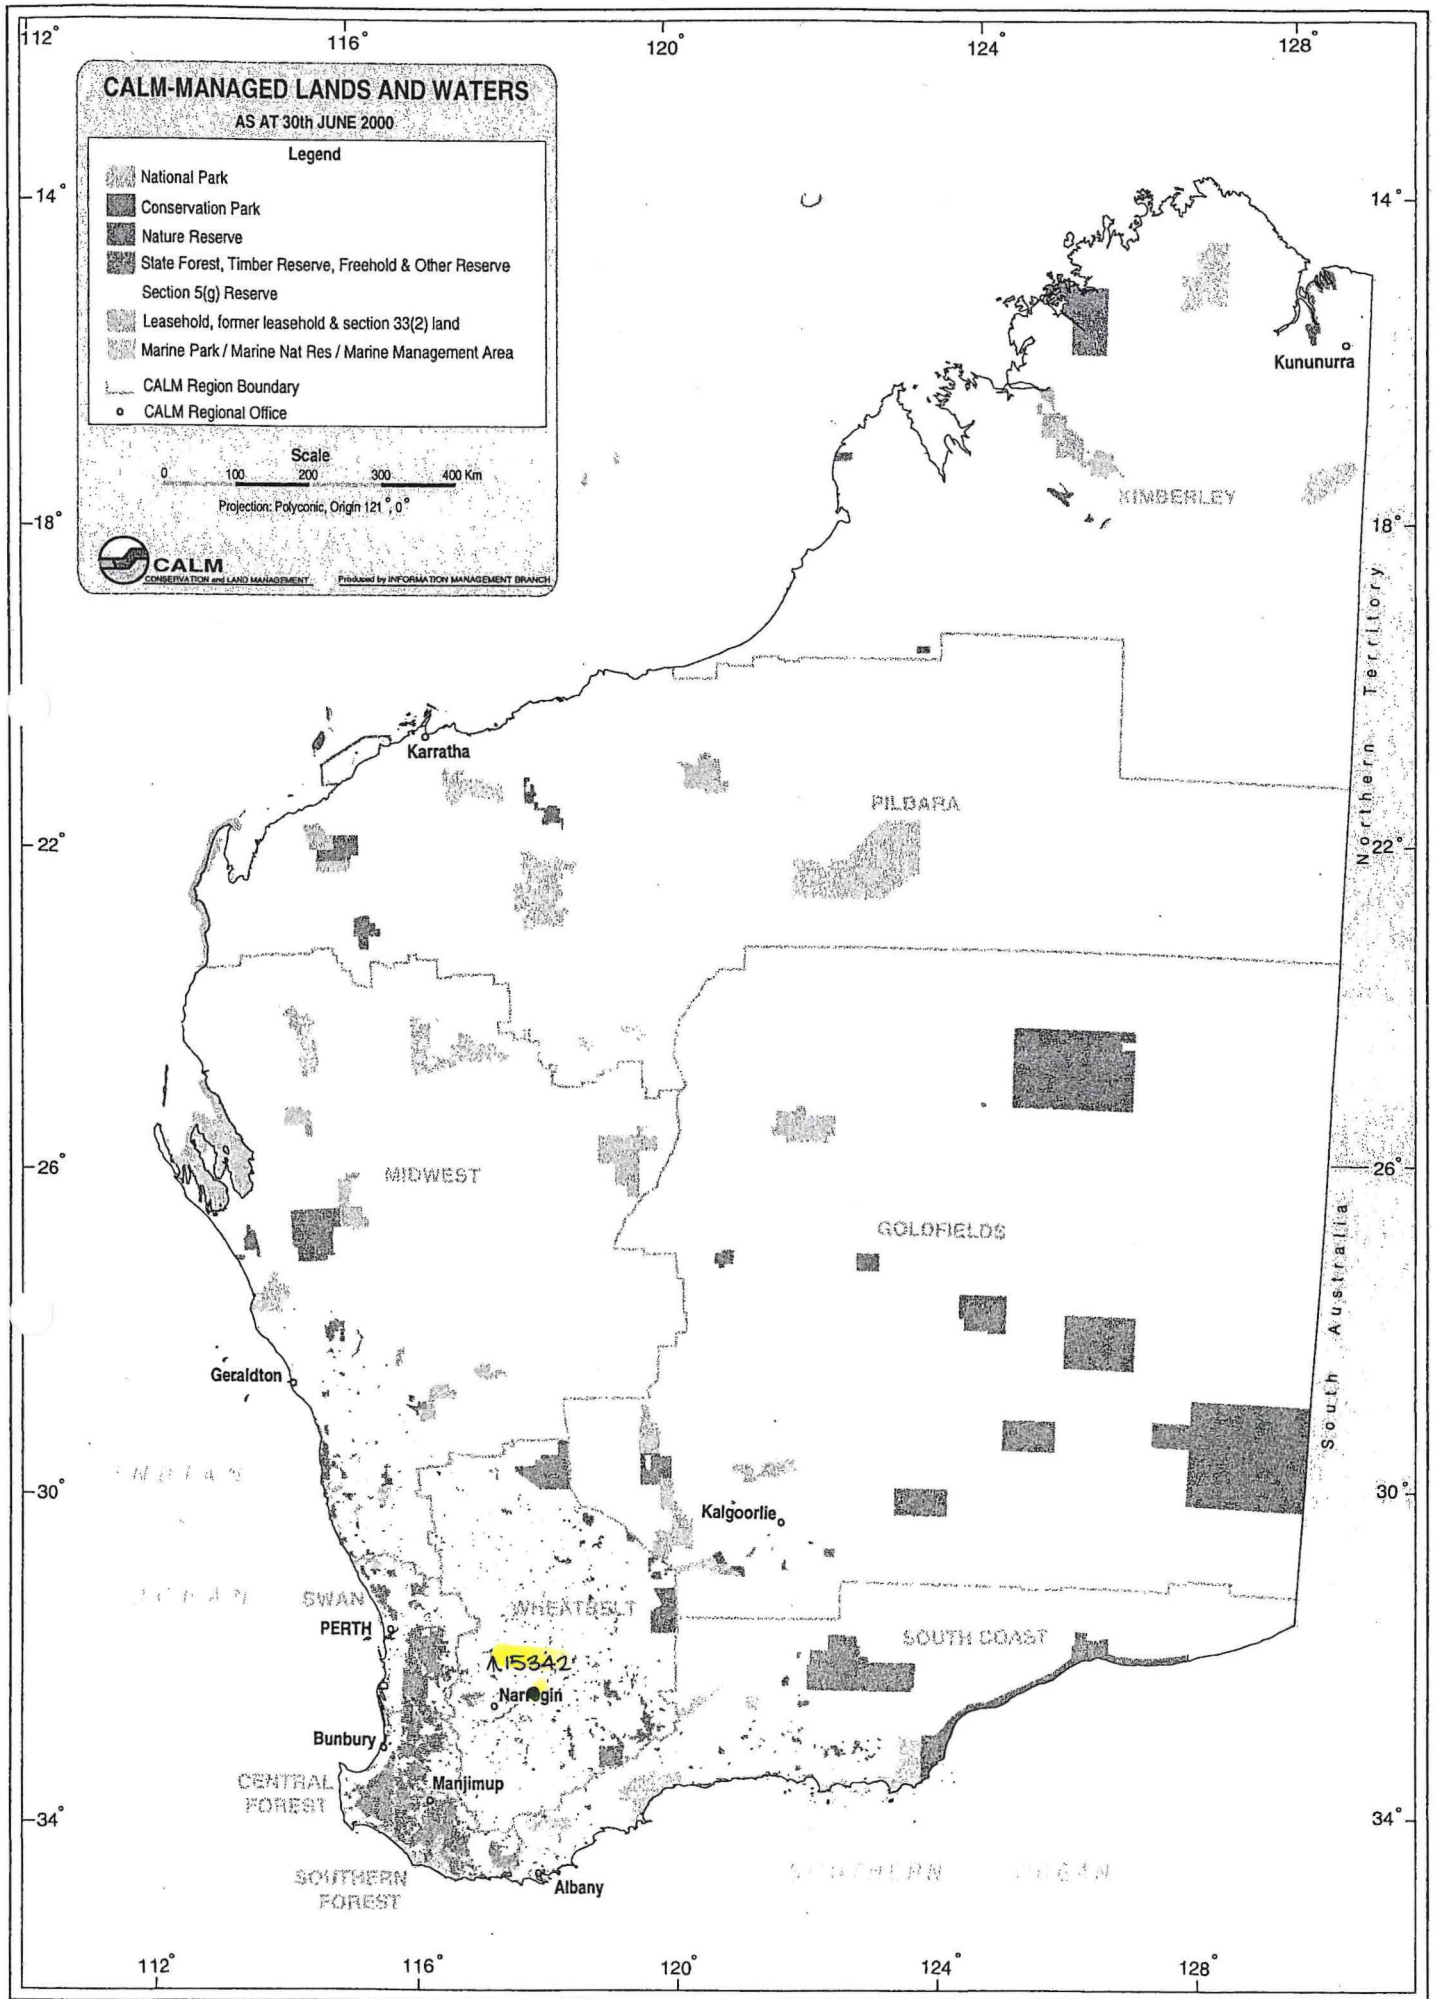 112° 116° 120° 124° 128°
CALM-MANAGED LANDS AND WATERS
AS AT 30th JUNE 2000
Legend
National Park
Conservation Park
Nature Reserve
State Forest, Timber Reserve, Freehold & Other Reserve
Section 5(g) Reserve
Leasehold, former leasehold & section 33(2) land
Marine Park / Marine Nat Res / Marine Management Area
CALM Region Boundary
CALM Regional Office
Scale
0 100 200 300 400 Km
Projection: Polyconic, Origin 121°, 0°
CALM
CONSERVATION and LAND MANAGEMENT Produced by INFORMATION MANAGEMENT BRANCH
14° 14°
Kununurra
KIMBERLEY
18° 18°
Northern Territory
Karratha
PILBARA
22° 22°
26° 26°
MIDWEST
GOLDFIELDS
South Australia
Geraldton
INDIAN
30° 30°
Kalgoorlie
OCEAN
SWAN
WHEATBELT
PERTH
SOUTH COAST
15342
Narrogin
Bunbury
CENTRAL
FOREST
Manjimup
34° 34°
SOUTHERN
FOREST
SOUTHERN OCEAN
Albany
112° 116° 120° 124° 128°